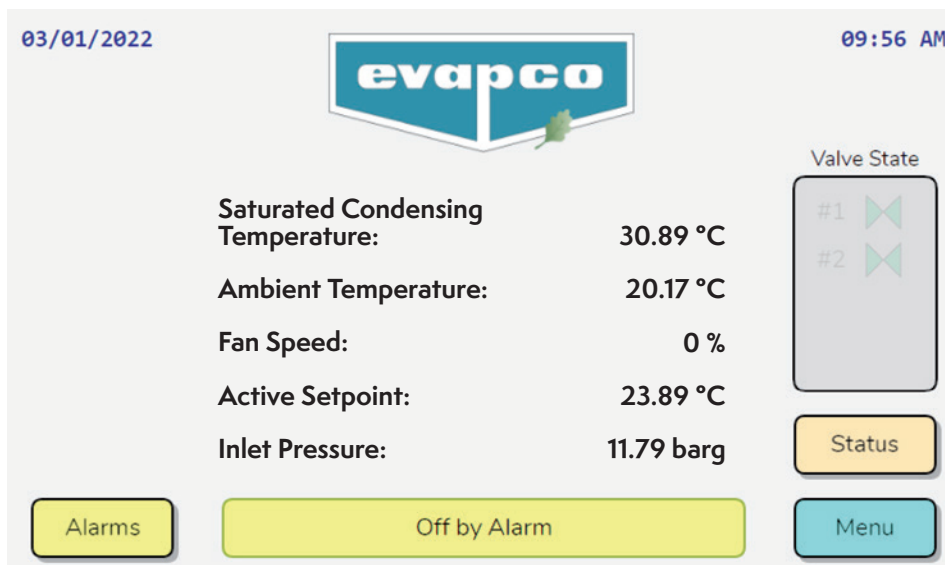 03/01/2022
09:56 AM
evapco
Valve State
#1
#2
Saturated Condensing
Temperature: 30.89 °C
Ambient Temperature: 20.17 °C
Fan Speed: 0 %
Active Setpoint: 23.89 °C
Inlet Pressure: 11.79 barg
Status
Alarms
Off by Alarm
Menu